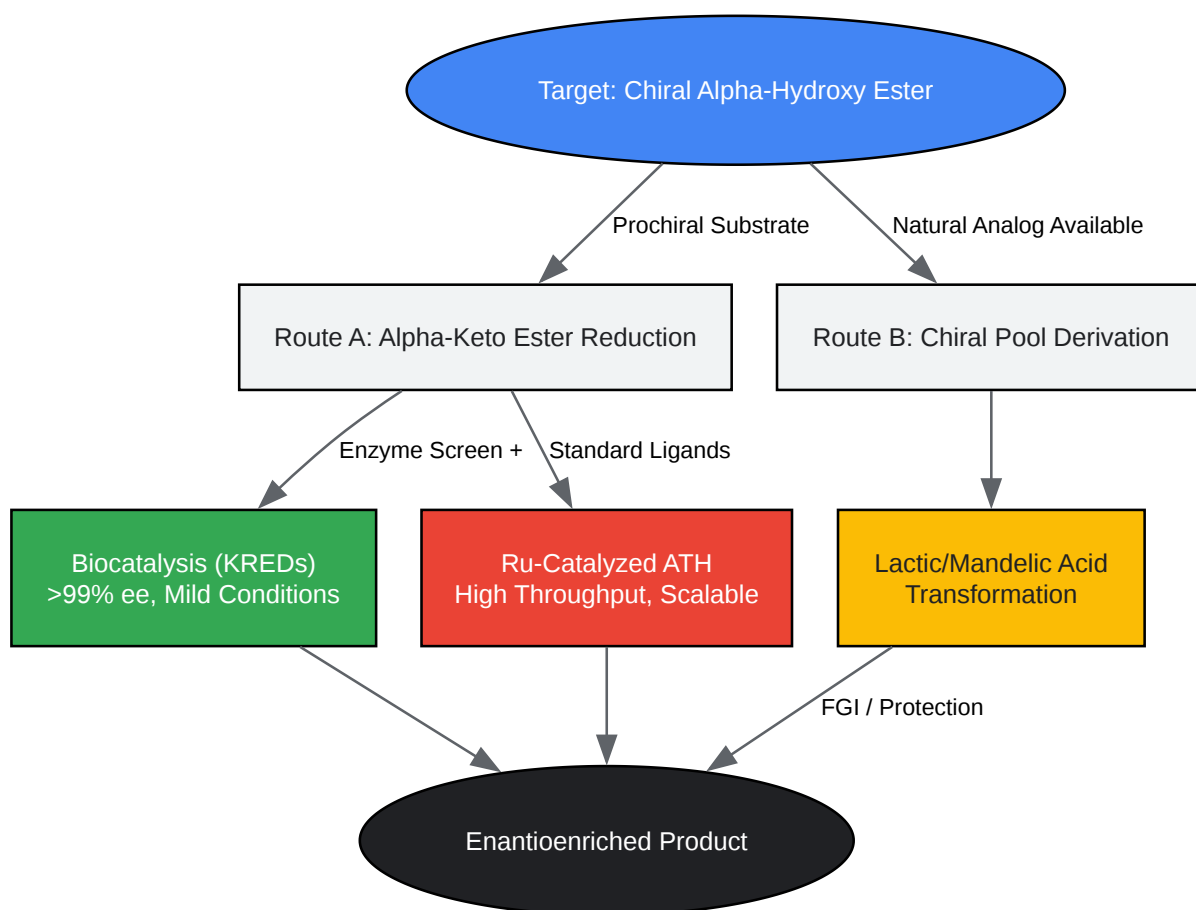 Target: Chiral Alpha-Hydroxy Ester
Prochiral Substrate
Natural Analog Available
Route A: Alpha-Keto Ester Reduction
Route B: Chiral Pool Derivation
Enzyme Screen +
Standard Ligands
Biocatalysis (KREDs)
>99% ee, Mild Conditions
Ru-Catalyzed ATH
High Throughput, Scalable
Lactic/Mandelic Acid
Transformation
FGI / Protection
Enantioenriched Product